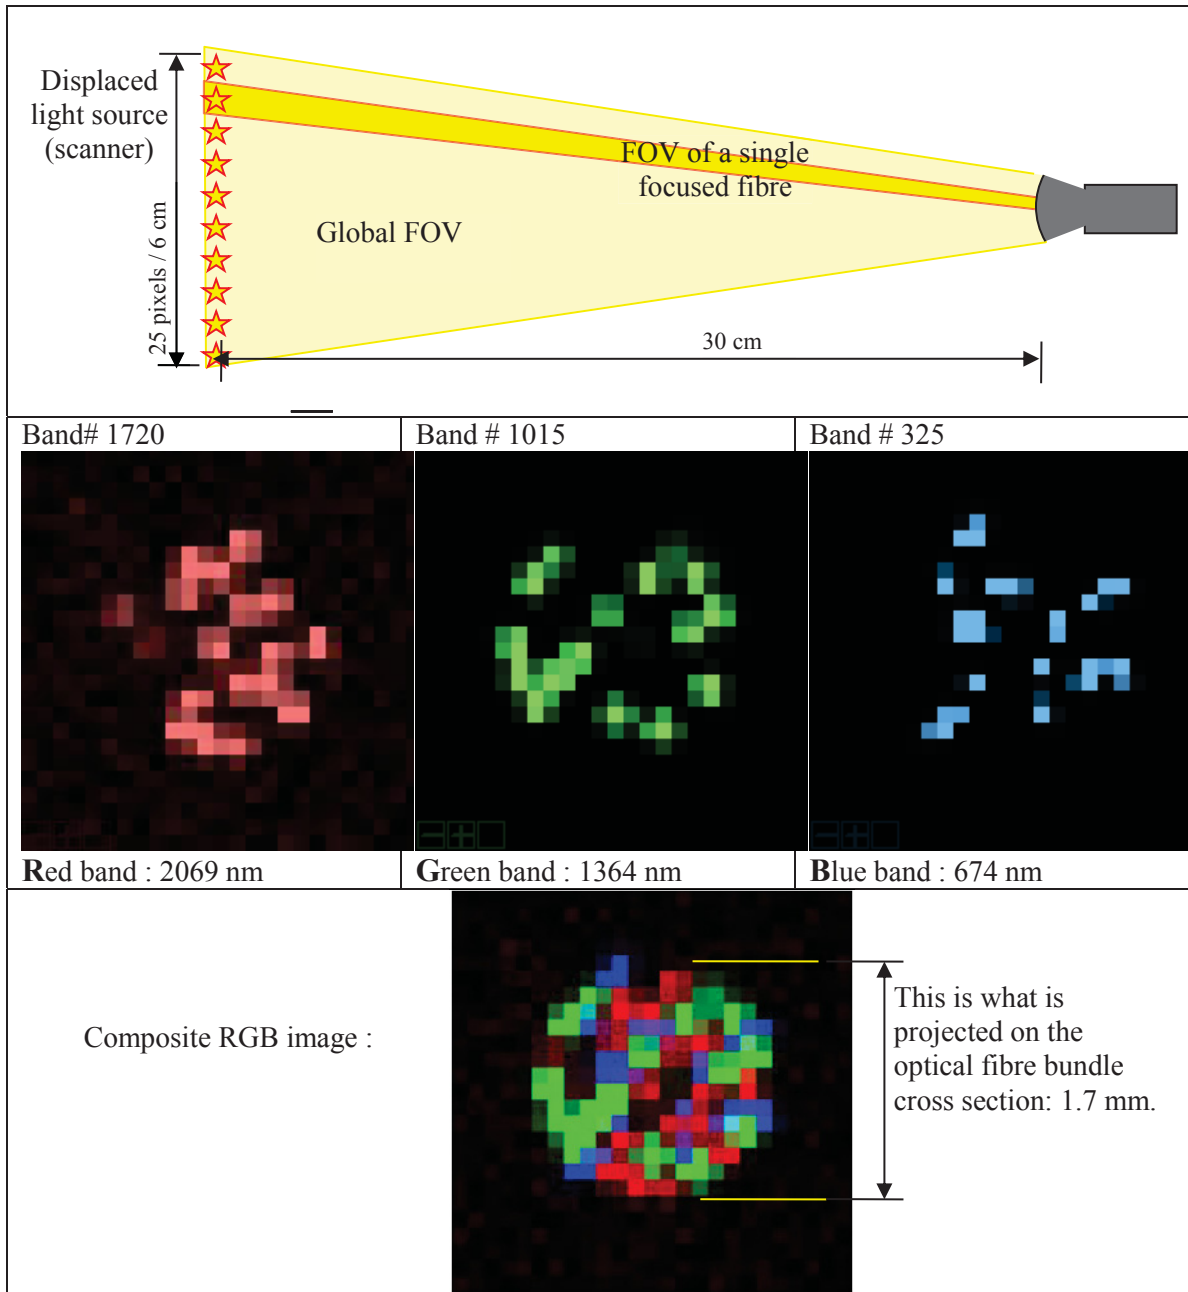 Displaced
light source
(scanner)
FOV of a single
focused fibre
Global FOV
25 pixels / 6 cm
30 cm
Band# 1720
Band # 1015
Band # 325
Red band : 2069 nm
Green band : 1364 nm
Blue band : 674 nm
Composite RGB image :
This is what is
projected on the
optical fibre bundle
cross section: 1.7 mm.